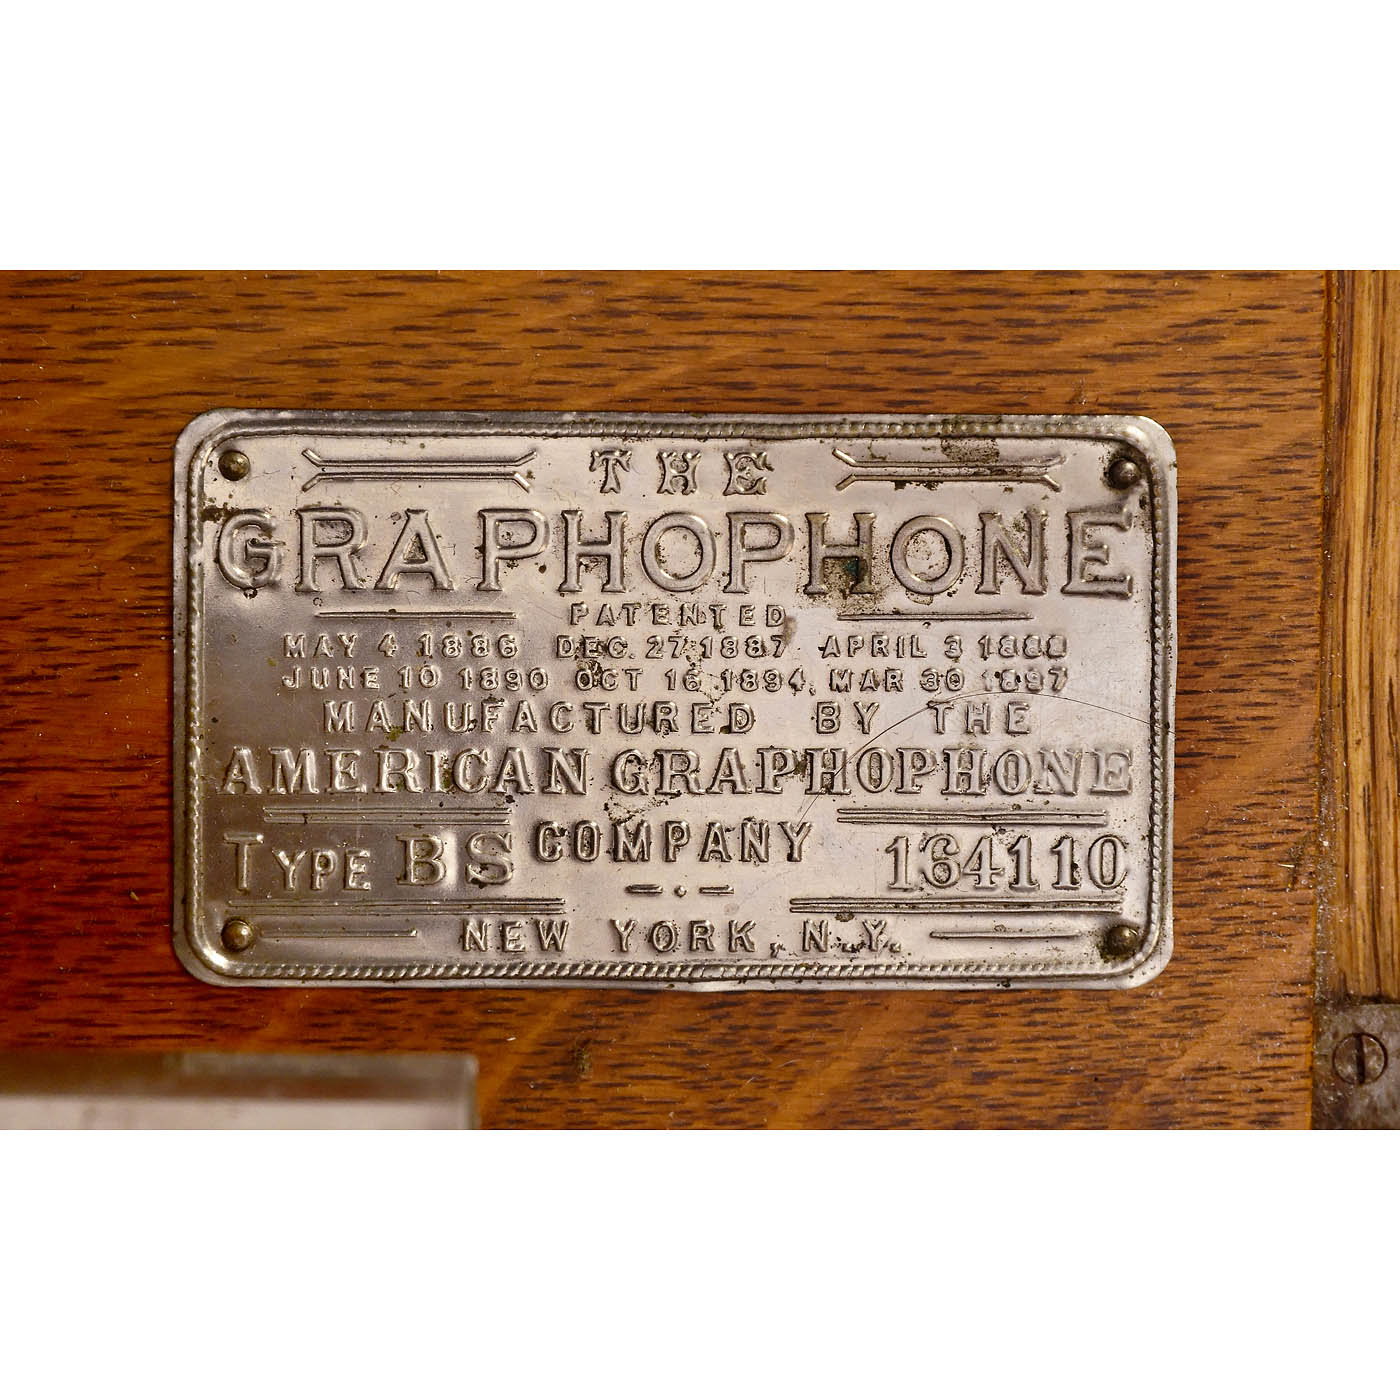 THE
GRAPHOPHONE
PATENTED
MAY 4 1886 DEC. 27 1887 APRIL 3 1888
JUNE 10 1890 OCT 16 1894, MAR 30 1897
MANUFACTURED BY THE
AMERICAN GRAPHOPHONE
TYPE BS COMPANY 164110
NEW YORK, N.Y.